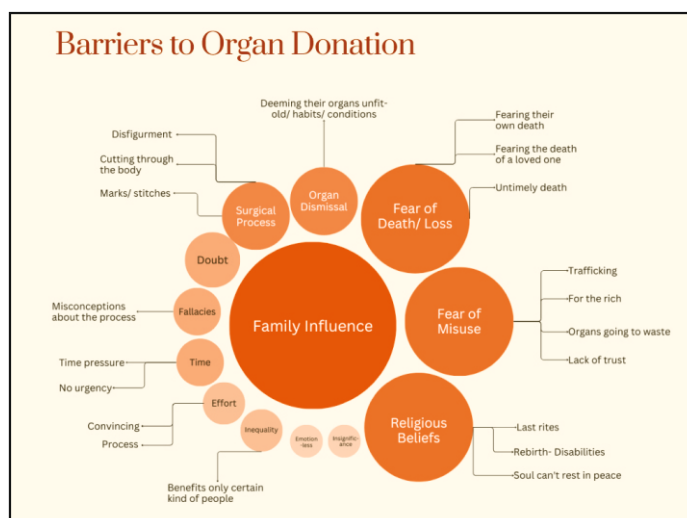 Barriers to Organ Donation
Deeming their organs unfit-
old/ habits/ conditions
Disfigurment
Cutting through
the body
Marks/ stitches
Surgical
Process
Organ
Dismissal
Fear of
Death/ Loss
Fearing their
own death
Fearing the death
of a loved one
Untimely death
Doubt
Misconceptions
about the process
Fallacies
Family Influence
Fear of
Misuse
Trafficking
For the rich
Organs going to waste
Lack of trust
Time pressure
No urgency
Time
Effort
Convincing
Process
Inequality
Benefits only certain
kind of people
Emotion
-less
Insignific-
ance
Religious
Beliefs
Last rites
Rebirth- Disabilities
Soul can't rest in peace